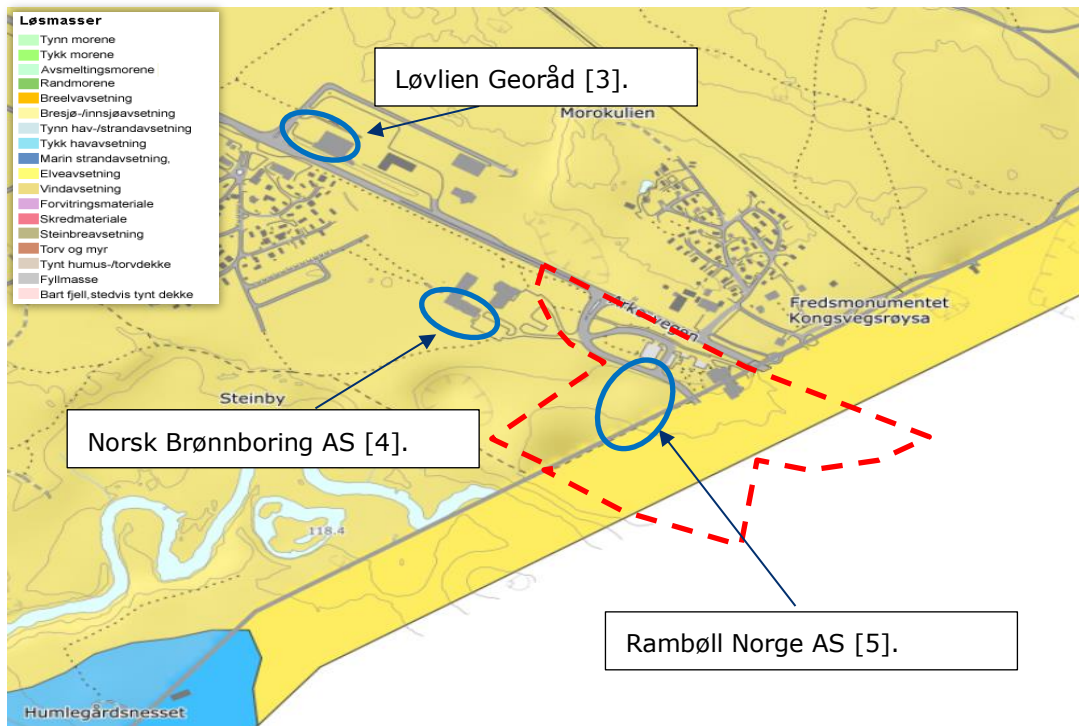 Løsmasser
Tynn morene
Tykk morene
Avsmeltingsmorene
Randmorene
Breelvavsetning
Bresjø-/innsjøavsetning
Tynn hav-/strandavsetning
Tykk havavsetning
Marin strandavsetning,
Elveavsetning
Vindavsetning
Forvitringsmateriale
Skredmateriale
Steinbreavsetning
Torv og myr
Tynt humus-/torvdekke
Fyllmasse
Bart fjell,stedvis tynt dekke
Løvlien Georåd [3].
Morokulien
Fredsmonumentet
Kongsvegsrøysa
Arkovegen
Steinby
Norsk Brønnboring AS [4].
118.4
Rambøll Norge AS [5].
Humlegårdsnesset